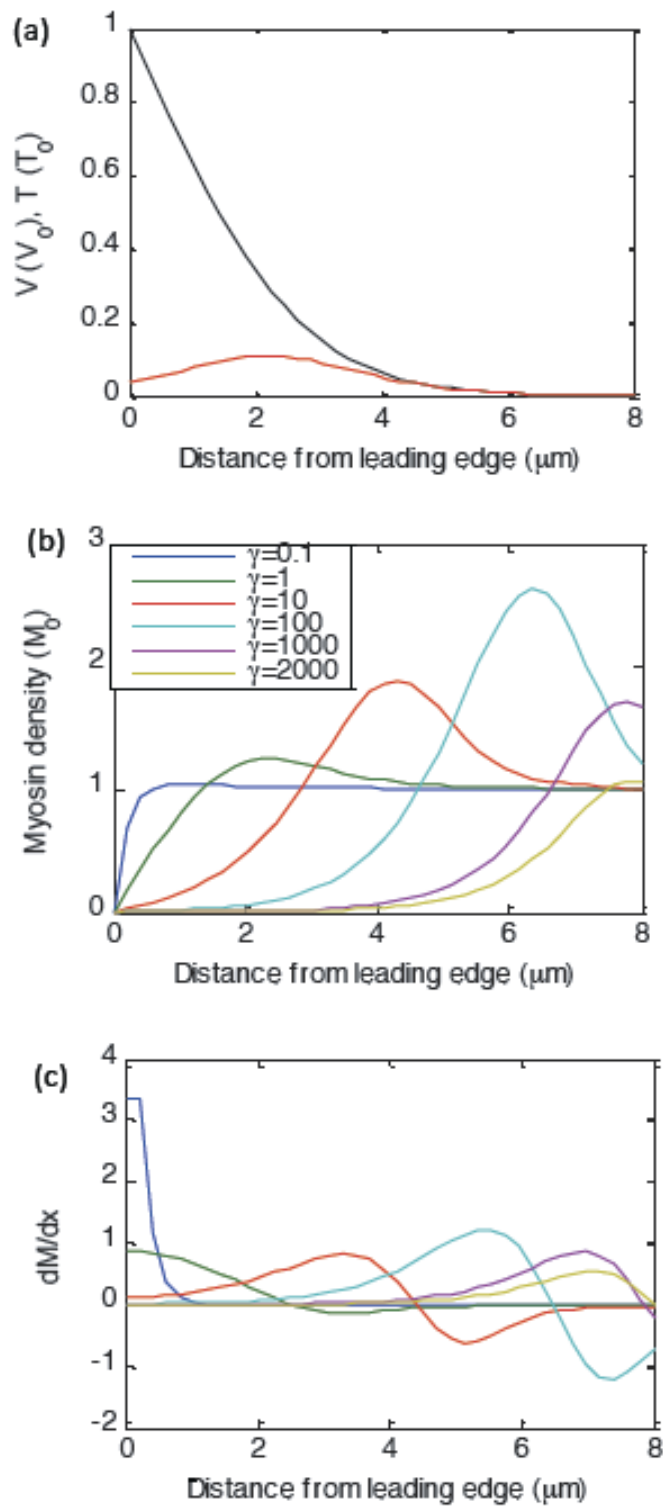 (a)
1
0.8
0.6
0.4
0.2
0
V (V₀), T (T₀)
0 2 4 6 8
Distance from leading edge (μm)
(b)
3
2
1
0
Myosin density (M₀)
γ=0.1
γ=1
γ=10
γ=100
γ=1000
γ=2000
0 2 4 6 8
Distance from leading edge (μm)
(c)
4
3
2
1
0
-1
-2
dM/dx
0 2 4 6 8
Distance from leading edge (μm)